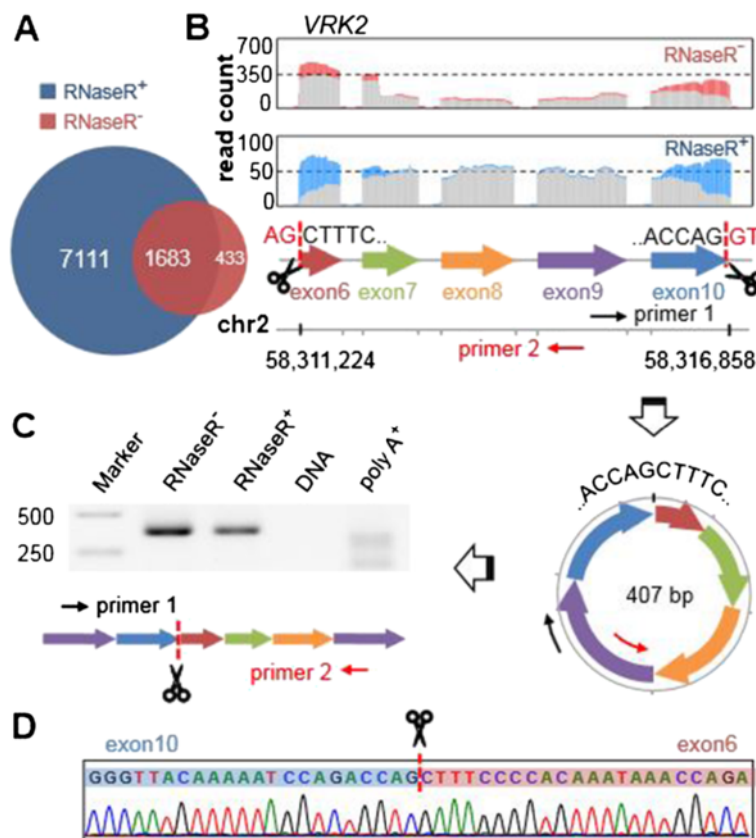 A
RNaseR⁺
RNaseR⁻
7111
1683
433
B
VRK2
700
350
0
read count
RNaseR⁻
100
50
0
RNaseR⁺
AG CTTTC..
..ACCAG GT
exon6
exon7
exon8
exon9
exon10
primer 1
chr2
primer 2
58,311,224
58,316,858
C
Marker
RNaseR⁻
RNaseR⁺
DNA
poly A⁺
500
250
primer 1
primer 2
..ACCAGCTTTC..
407 bp
D
exon10
exon6
GGGTTACAAAAATCCAGACCAGCTTTCCCCACAAATAAACCAGA